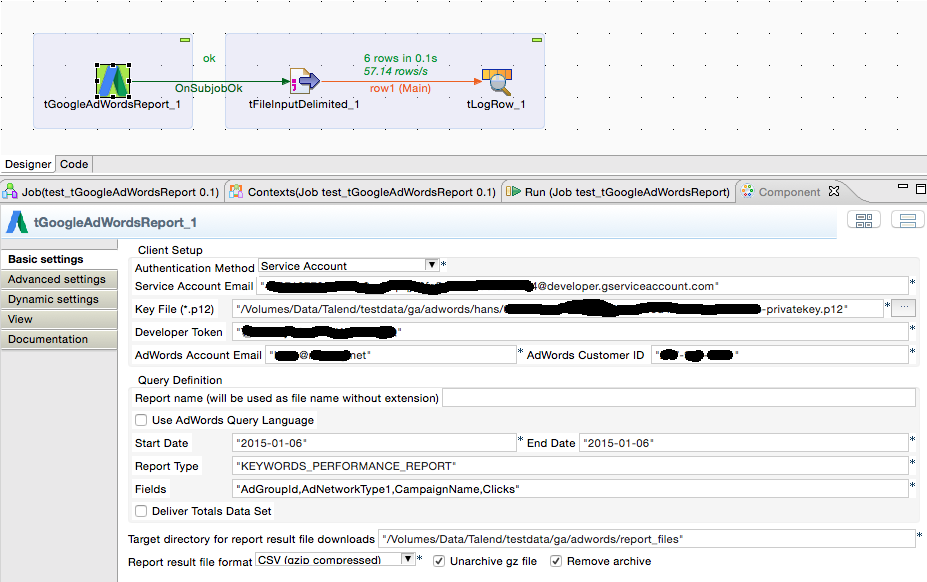 ok
6 rows in 0.1s
57.14 rows/s
OnSubjobOk
row1 (Main)
tGoogleAdWordsReport_1
tFileInputDelimited_1
tLogRow_1
Designer
Code
Job(test_tGoogleAdWordsReport 0.1)
Contexts(Job test_tGoogleAdWordsReport 0.1)
Run (Job test_tGoogleAdWordsReport)
Component
tGoogleAdWordsReport_1
Basic settings
Advanced settings
Dynamic settings
View
Documentation
Client Setup
Authentication Method Service Account *
Service Account Email " 4@developer.gserviceaccount.com" *
Key File (*.p12) "/Volumes/Data/Talend/testdata/ga/adwords/hans/ -privatekey.p12" * ...
Developer Token " " *
AdWords Account Email " @ net" * AdWords Customer ID " - - " *
Query Definition
Report name (will be used as file name without extension)
Use AdWords Query Language
Start Date "2015-01-06" * End Date "2015-01-06" *
Report Type "KEYWORDS_PERFORMANCE_REPORT" *
Fields "AdGroupId,AdNetworkType1,CampaignName,Clicks" *
Deliver Totals Data Set
Target directory for report result file downloads "/Volumes/Data/Talend/testdata/ga/adwords/report_files" *
Report result file format CSV (gzip compressed) * Unarchive gz file Remove archive